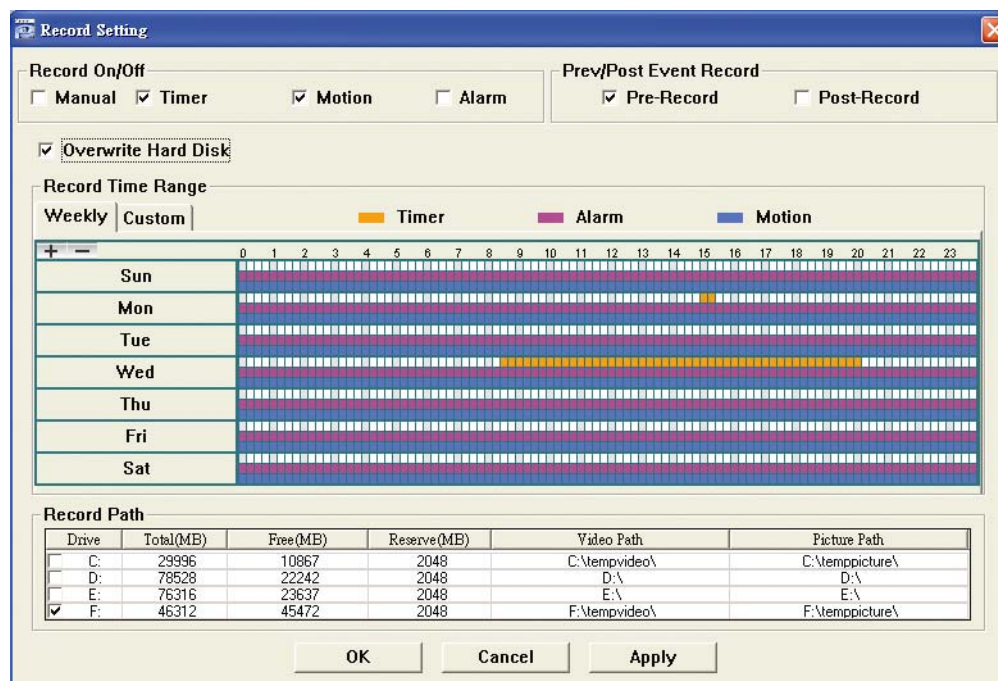 Record Setting
Record On/Off
Manual Timer Motion Alarm
Prev/Post Event Record
Pre-Record Post-Record
Overwrite Hard Disk
Record Time Range
Weekly Custom
Timer Alarm Motion
+ −
0 1 2 3 4 5 6 7 8 9 10 11 12 13 14 15 16 17 18 19 20 21 22 23
Sun
Mon
Tue
Wed
Thu
Fri
Sat
Record Path
Drive Total(MB) Free(MB) Reserve(MB) Video Path Picture Path
C: 29996 10867 2048 C:\tempvideo\ C:\temppicture\
D: 78528 22242 2048 D:\ D:\
E: 76316 23637 2048 E:\ E:\
F: 46312 45472 2048 F:\tempvideo\ F:\temppicture\
OK Cancel Apply